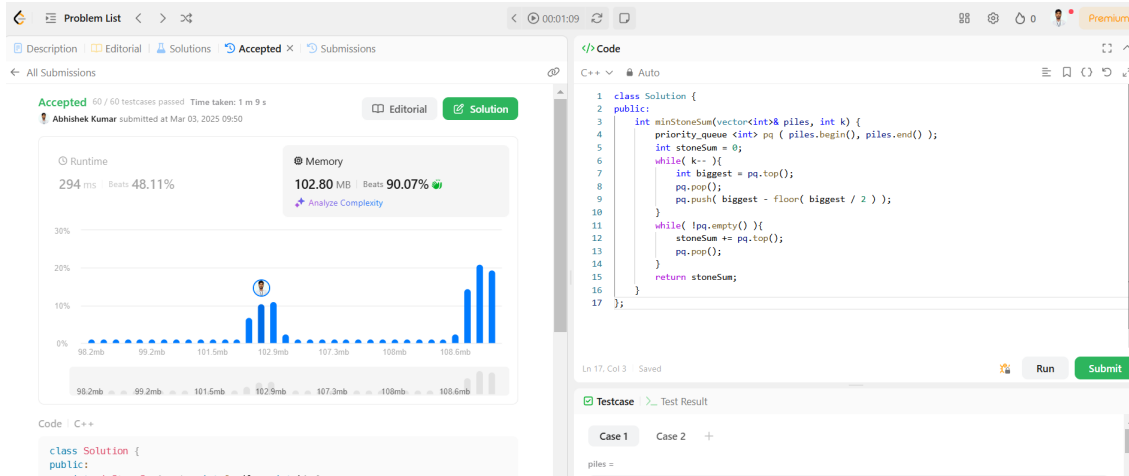 Problem List
00:01:09
0
Premium
Description
Editorial
Solutions
Accepted
Submissions
All Submissions
Accepted 60 / 60 testcases passed Time taken: 1 m 9 s
Abhishek Kumar submitted at Mar 03, 2025 09:50
Editorial
Solution
Runtime
294 ms Beats 48.11%
Memory
102.80 MB Beats 90.07%
Analyze Complexity
30%
20%
10%
0%
98.2mb 99.2mb 101.5mb 102.9mb 107.3mb 108mb 108.6mb
98.2mb 99.2mb 101.5mb 102.9mb 107.3mb 108mb 108.6mb
Code C++
class Solution {
public:
</> Code
C++ Auto
1 class Solution {
2 public:
3 int minStoneSum(vector<int>& piles, int k) {
4 priority_queue <int> pq ( piles.begin(), piles.end() );
5 int stoneSum = 0;
6 while( k-- ){
7 int biggest = pq.top();
8 pq.pop();
9 pq.push( biggest - floor( biggest / 2 ) );
10 }
11 while( !pq.empty() ){
12 stoneSum += pq.top();
13 pq.pop();
14 }
15 return stoneSum;
16 }
17 };
Ln 17, Col 3 Saved
Run
Submit
Testcase
Test Result
Case 1 Case 2 +
piles =